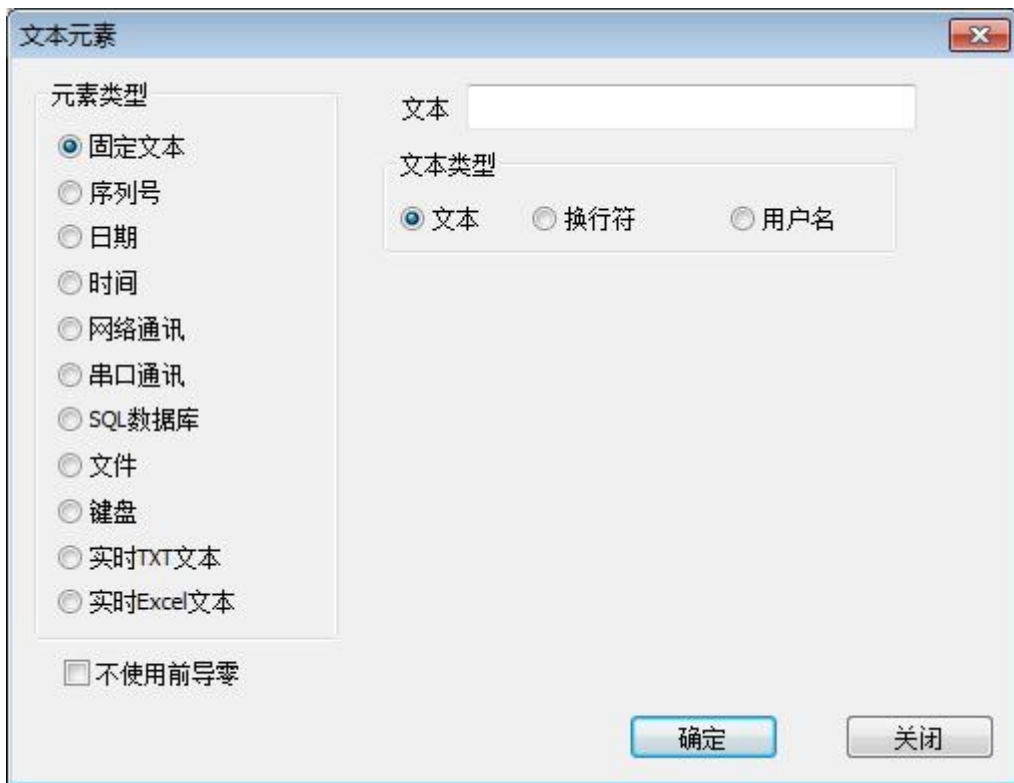 文本元素
元素类型
固定文本
序列号
日期
时间
网络通讯
串口通讯
SQL数据库
文件
键盘
实时TXT文本
实时Excel文本
不使用前导零
文本
文本类型
文本 换行符 用户名
确定 关闭